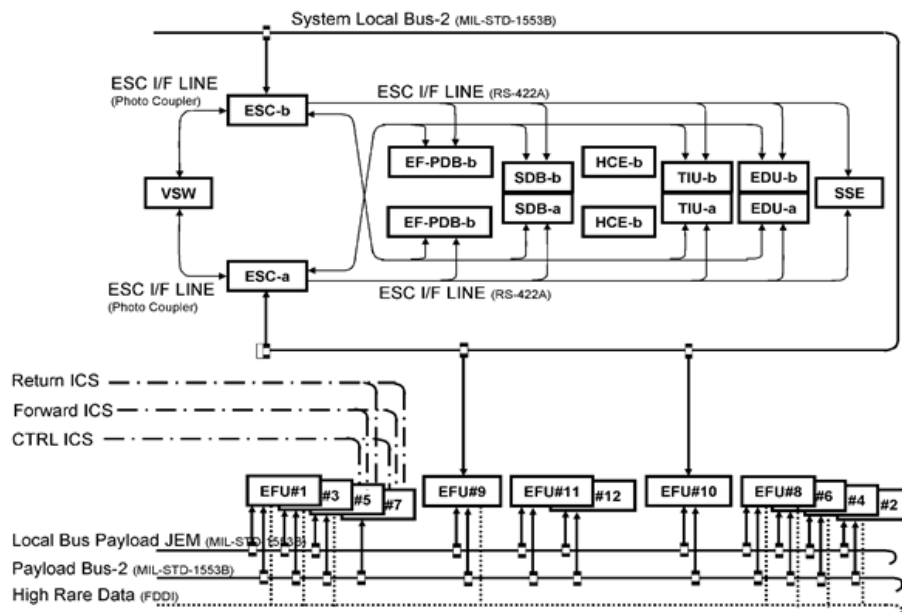 System Local Bus-2 (MIL-STD-1553B)
ESC I/F LINE
(Photo Coupler)
ESC-b
ESC I/F LINE (RS-422A)
EF-PDB-b
SDB-b
HCE-b
TIU-b
EDU-b
VSW
SSE
SDB-a
TIU-a
EDU-a
EF-PDB-b
HCE-b
ESC-a
ESC I/F LINE
(Photo Coupler)
ESC I/F LINE (RS-422A)
Return ICS
Forward ICS
CTRL ICS
EFU#1
#3
#5
#7
EFU#9
EFU#11
#12
EFU#10
EFU#8
#6
#4
#2
Local Bus Payload JEM (MIL-STD-1553B)
Payload Bus-2 (MIL-STD-1553B)
High Rare Data (FDDI)